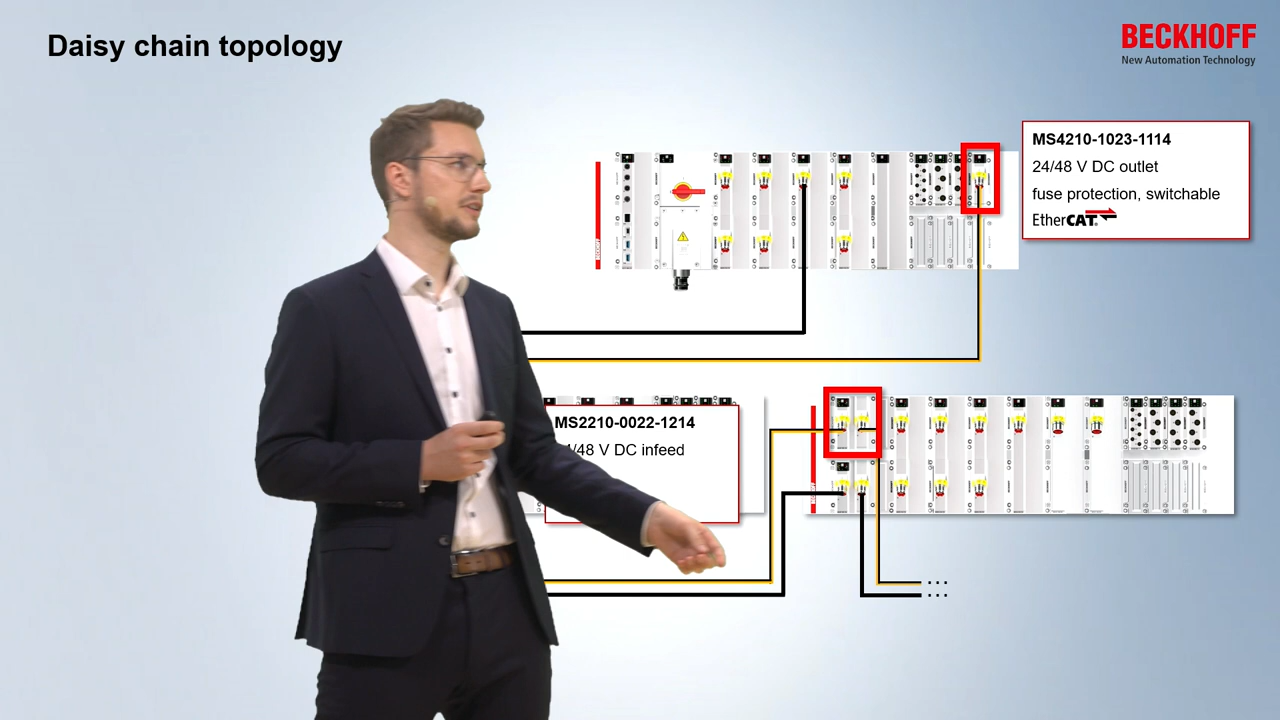 Daisy chain topology
BECKHOFF
New Automation Technology
MS4210-1023-1114
24/48 V DC outlet
fuse protection, switchable
EtherCAT
MS2210-0022-1214
/48 V DC infeed